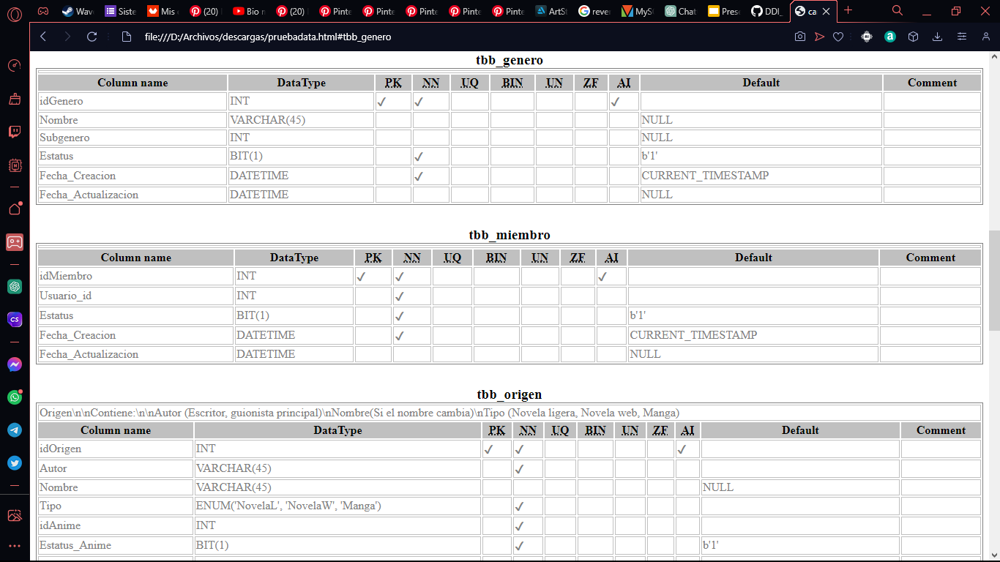 Wav Siste Mis (20) Bio n (20) Pinte Pinte Pinte Pinte Pinte ArtSt rever MyS Chat Prese DDI_ ca
file:///D:/Archivos/descargas/pruebadata.html#tbb_genero
tbb_genero
Column name DataType PK NN UQ BIN UN ZF AI Default Comment
idGenero INT ✓ ✓ ✓
Nombre VARCHAR(45) NULL
Subgenero INT NULL
Estatus BIT(1) ✓ b'1'
Fecha_Creacion DATETIME ✓ CURRENT_TIMESTAMP
Fecha_Actualizacion DATETIME NULL
tbb_miembro
Column name DataType PK NN UQ BIN UN ZF AI Default Comment
idMiembro INT ✓ ✓ ✓
Usuario_id INT ✓
Estatus BIT(1) ✓ b'1'
Fecha_Creacion DATETIME ✓ CURRENT_TIMESTAMP
Fecha_Actualizacion DATETIME NULL
tbb_origen
Origen\n\nContiene:\n\nAutor (Escritor, guionista principal)\nNombre(Si el nombre cambia)\nTipo (Novela ligera, Novela web, Manga)
Column name DataType PK NN UQ BIN UN ZF AI Default Comment
idOrigen INT ✓ ✓ ✓
Autor VARCHAR(45) ✓
Nombre VARCHAR(45) NULL
Tipo ENUM('NovelaL', 'NovelaW', 'Manga') ✓
idAnime INT ✓
Estatus_Anime BIT(1) ✓ b'1'
CS